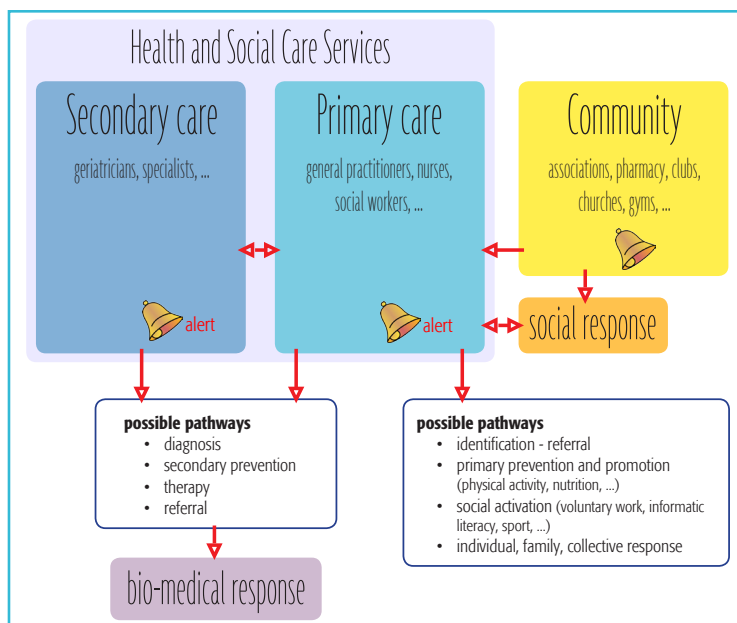 Health and Social Care Services
Secondary care
geriatricians, specialists, ...
Primary care
general practitioners, nurses,
social workers, ...
Community
associations, pharmacy, clubs,
churches, gyms, ...
alert
alert
social response
possible pathways
• diagnosis
• secondary prevention
• therapy
• referral
possible pathways
• identification - referral
• primary prevention and promotion
(physical activity, nutrition, ...)
• social activation (voluntary work, informatic
literacy, sport, ...)
• individual, family, collective response
bio-medical response